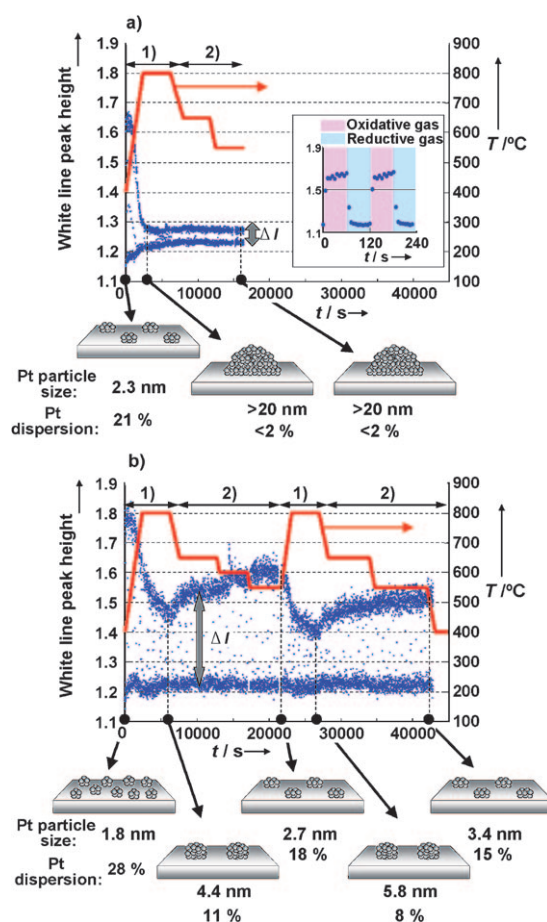 a)
1) 2)
White line peak height
1.9
1.8
1.7
1.6
1.5
1.4
1.3
1.2
1.1
900
800
700
600
500
400
300
200
100
T /ºC
Oxidative gas
Reductive gas
1.9
1.5
1.1
0 120 240
t / s
Δ I
0 10000 20000 30000 40000
t / s
Pt particle
size: 2.3 nm >20 nm >20 nm
Pt
dispersion: 21 % <2 % <2 %
b)
1) 2) 1) 2)
White line peak height
1.9
1.8
1.7
1.6
1.5
1.4
1.3
1.2
1.1
900
800
700
600
500
400
300
200
100
T /ºC
Δ I
0 10000 20000 30000 40000
t / s
Pt particle
size: 1.8 nm 2.7 nm 3.4 nm
Pt
dispersion: 28 % 18 % 15 %
4.4 nm 5.8 nm
11 % 8 %